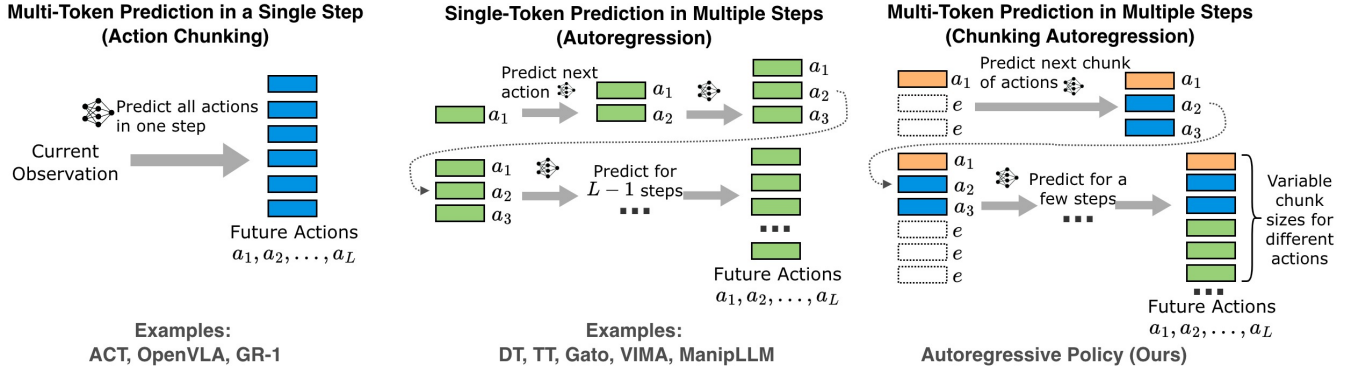 Multi-Token Prediction in a Single Step
(Action Chunking)
Predict all actions
in one step
Current
Observation
Future Actions
a₁, a₂, . . . , a_L
Examples:
ACT, OpenVLA, GR-1
Single-Token Prediction in Multiple Steps
(Autoregression)
a₁
Predict next
action
a₁
a₂
a₁
a₂
a₃
a₁
a₂
a₃
Predict for
L − 1 steps
...
...
Future Actions
a₁, a₂, . . . , a_L
Examples:
DT, TT, Gato, VIMA, ManipLLM
Multi-Token Prediction in Multiple Steps
(Chunking Autoregression)
a₁
e
e
Predict next chunk
of actions
a₁
a₂
a₃
a₁
a₂
a₃
e
e
e
Predict for a
few steps
...
Variable
chunk
sizes for
different
actions
...
Future Actions
a₁, a₂, . . . , a_L
Autoregressive Policy (Ours)